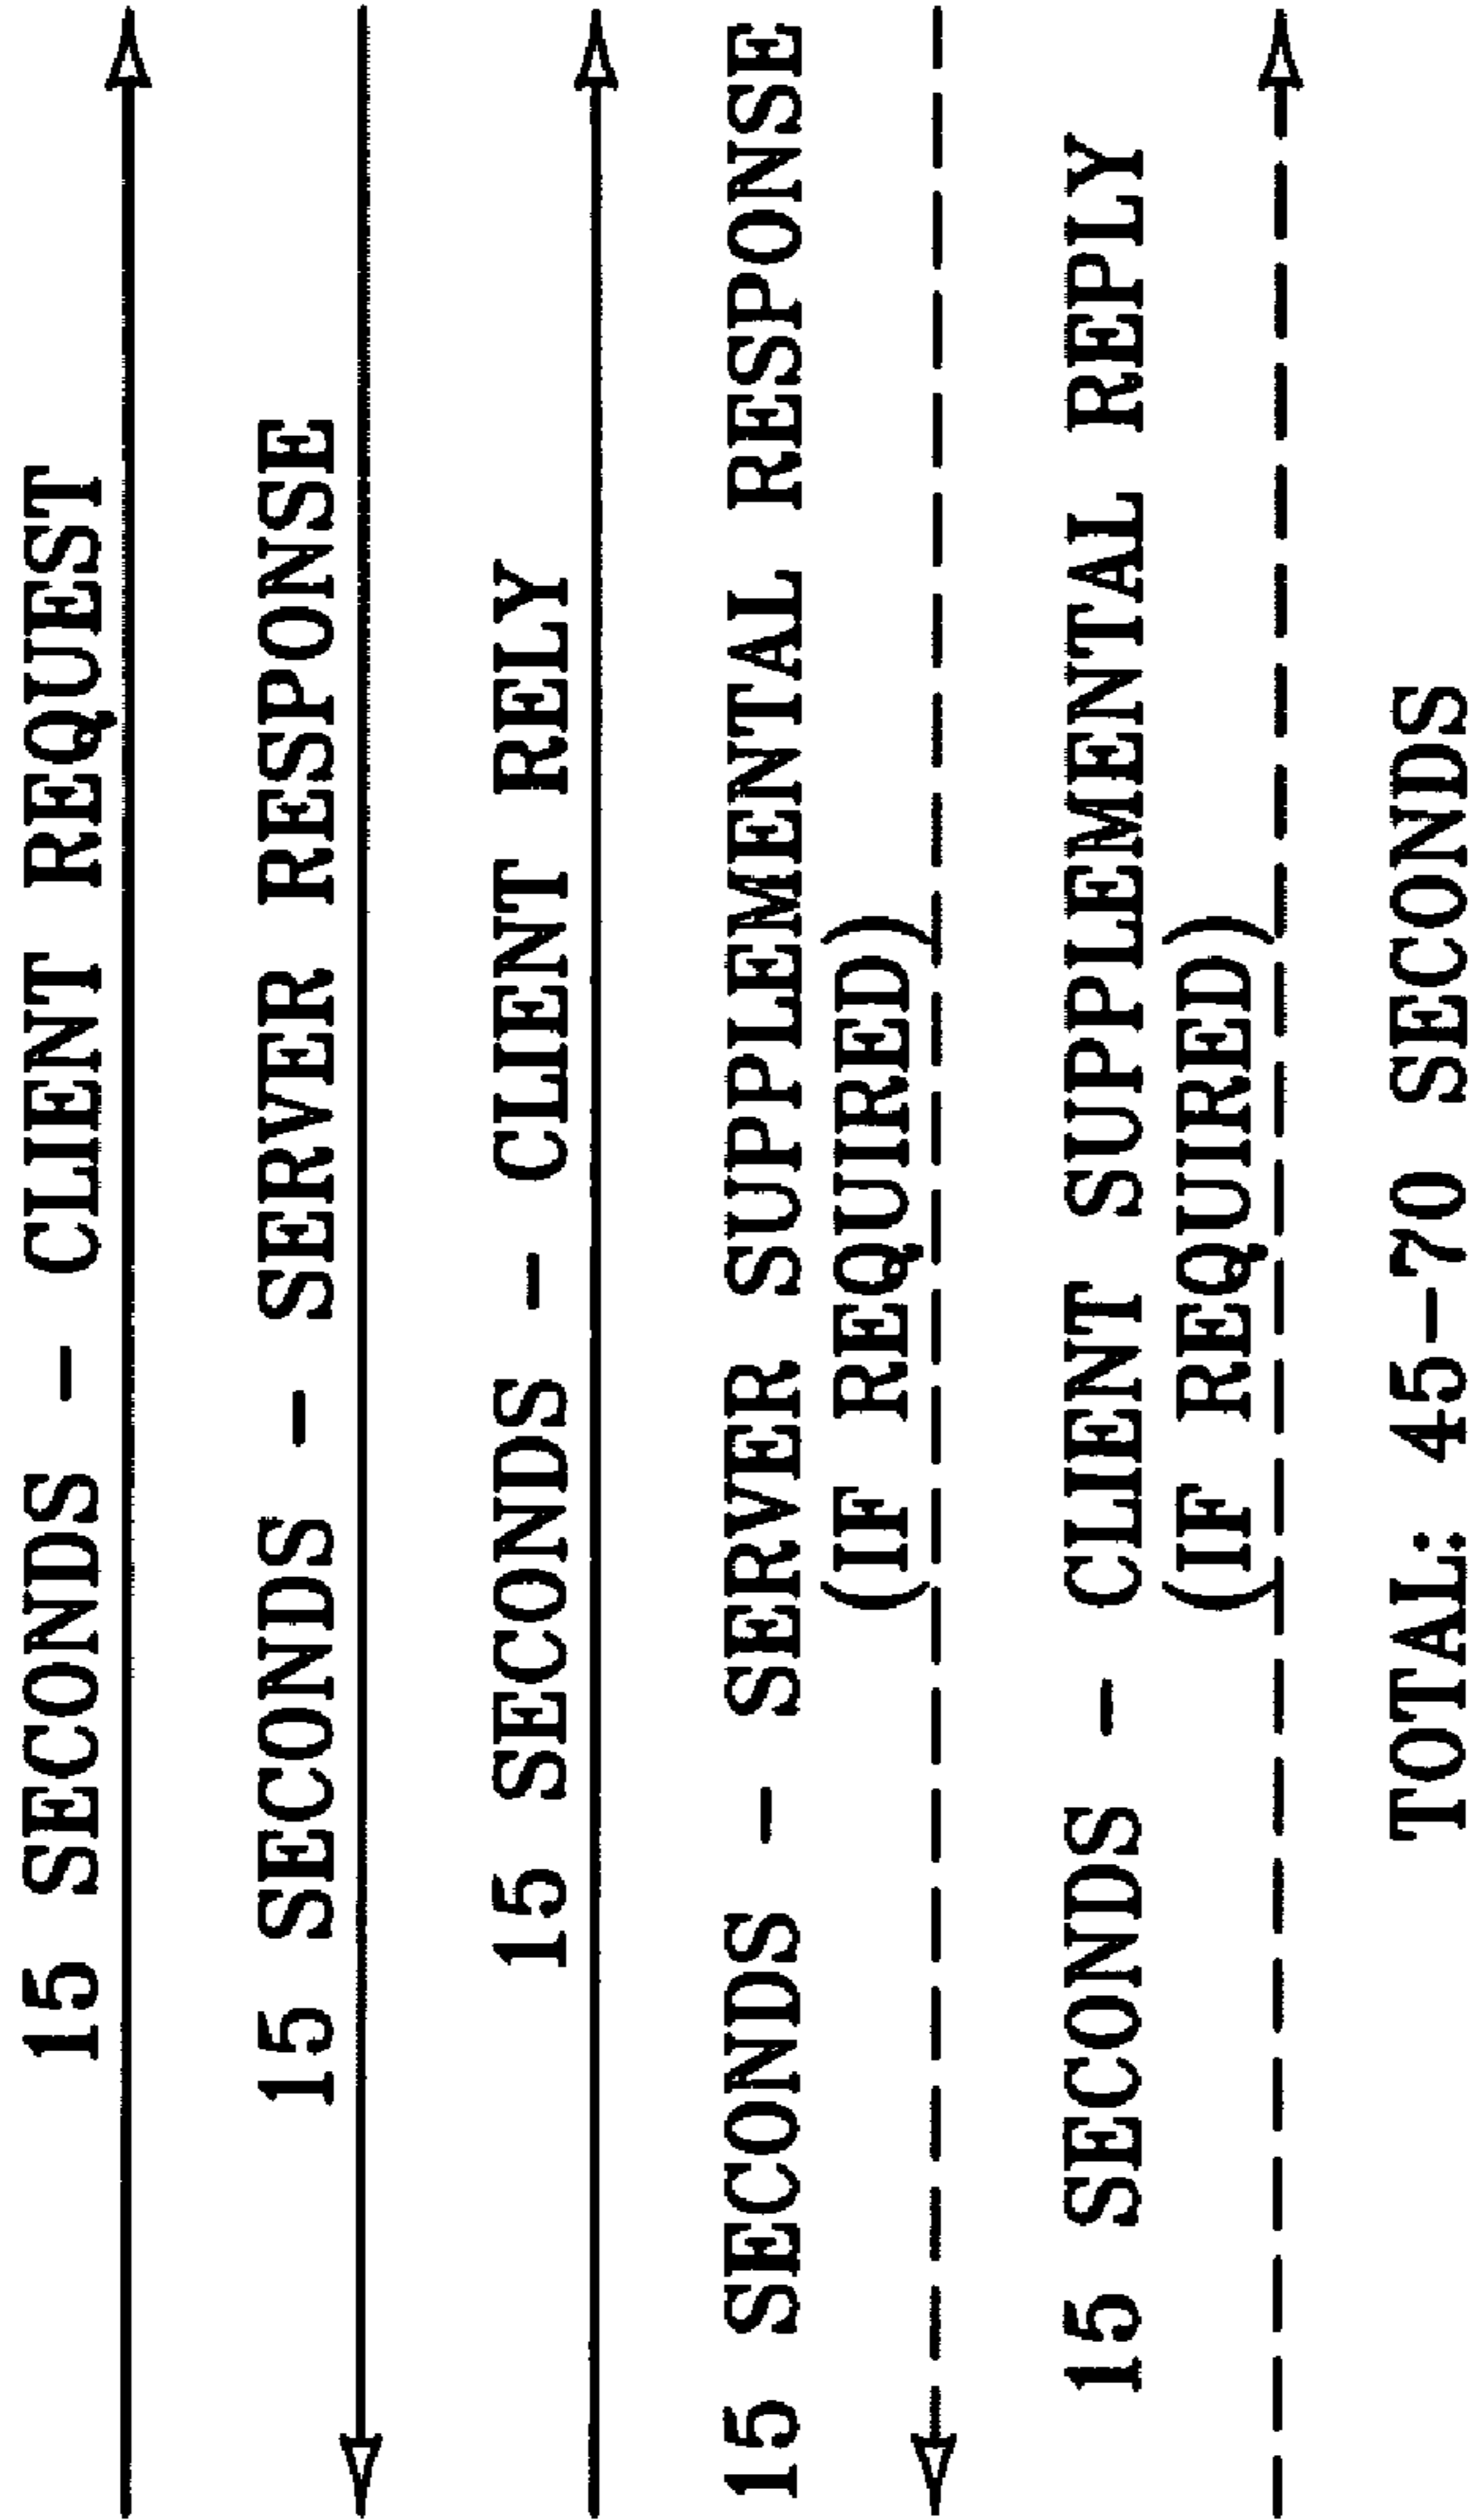 15 SECONDS - CLIENT REQUEST
15 SECONDS - SERVER RESPONSE
15 SECONDS - CLIENT RELY
15 SECONDS - SERVER SUPPLEMENTAL RESPONSE
(IF REQUIRED)
15 SECONDS - CLIENT SUPPLEMENTAL REPLY
(IF REQUIRED)
TOTAL: 45-70 SECONDS